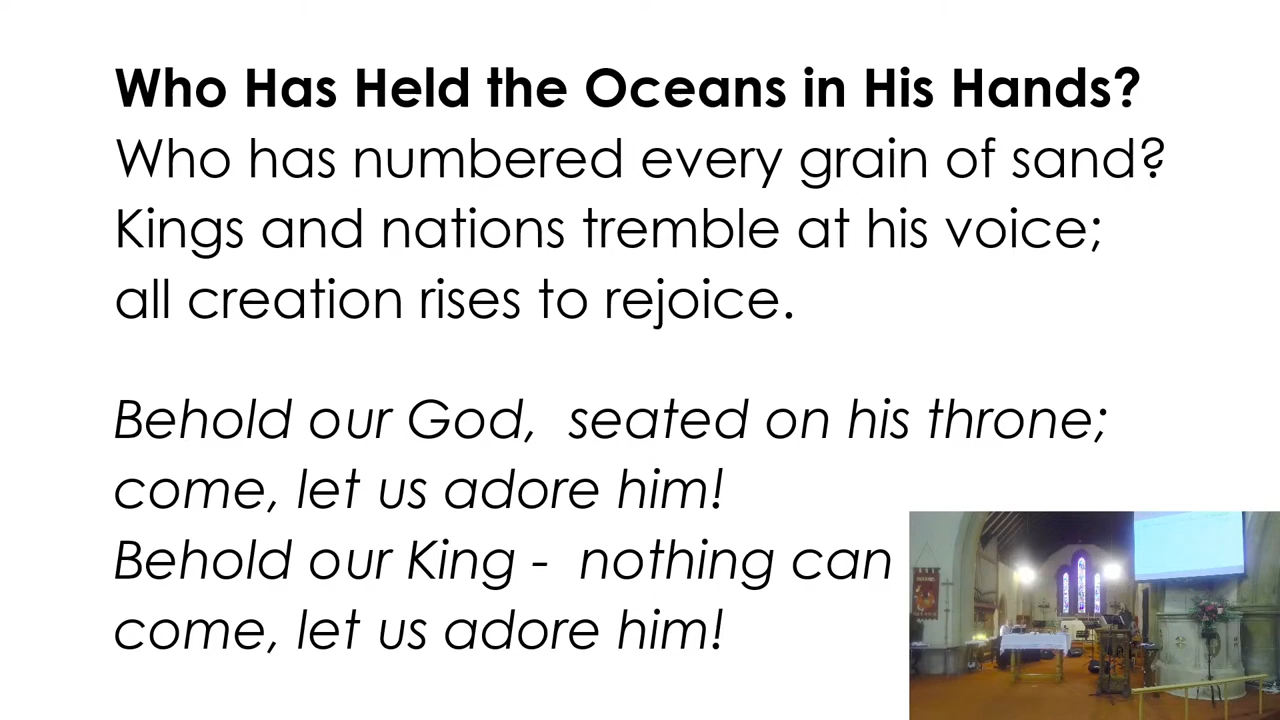 Who Has Held the Oceans in His Hands?
Who has numbered every grain of sand?
Kings and nations tremble at his voice;
all creation rises to rejoice.
Behold our God, seated on his throne;
come, let us adore him!
Behold our King - nothing can
come, let us adore him!